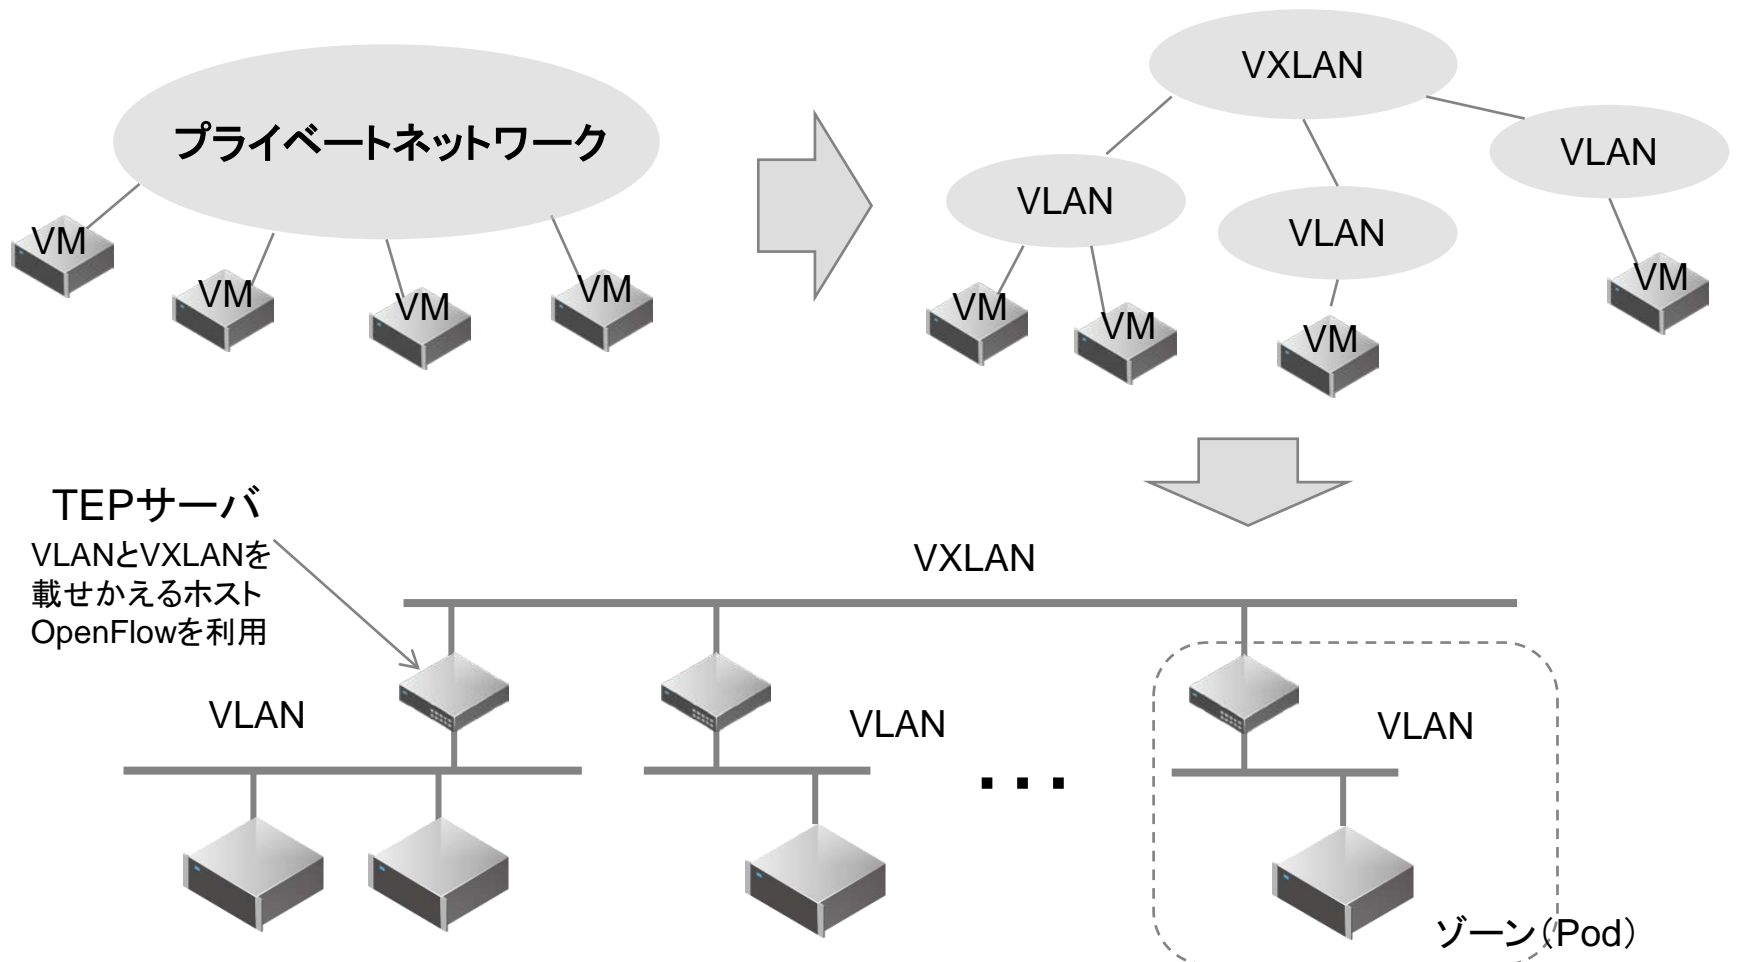 プライベートネットワーク
VM
VM
VM
VM
VXLAN
VLAN
VLAN
VLAN
VM
VM
VM
VM
TEPサーバ
VLANとVXLANを
載せかえるホスト
OpenFlowを利用
VXLAN
VLAN
VLAN
VLAN
・・・
ゾーン（Pod）